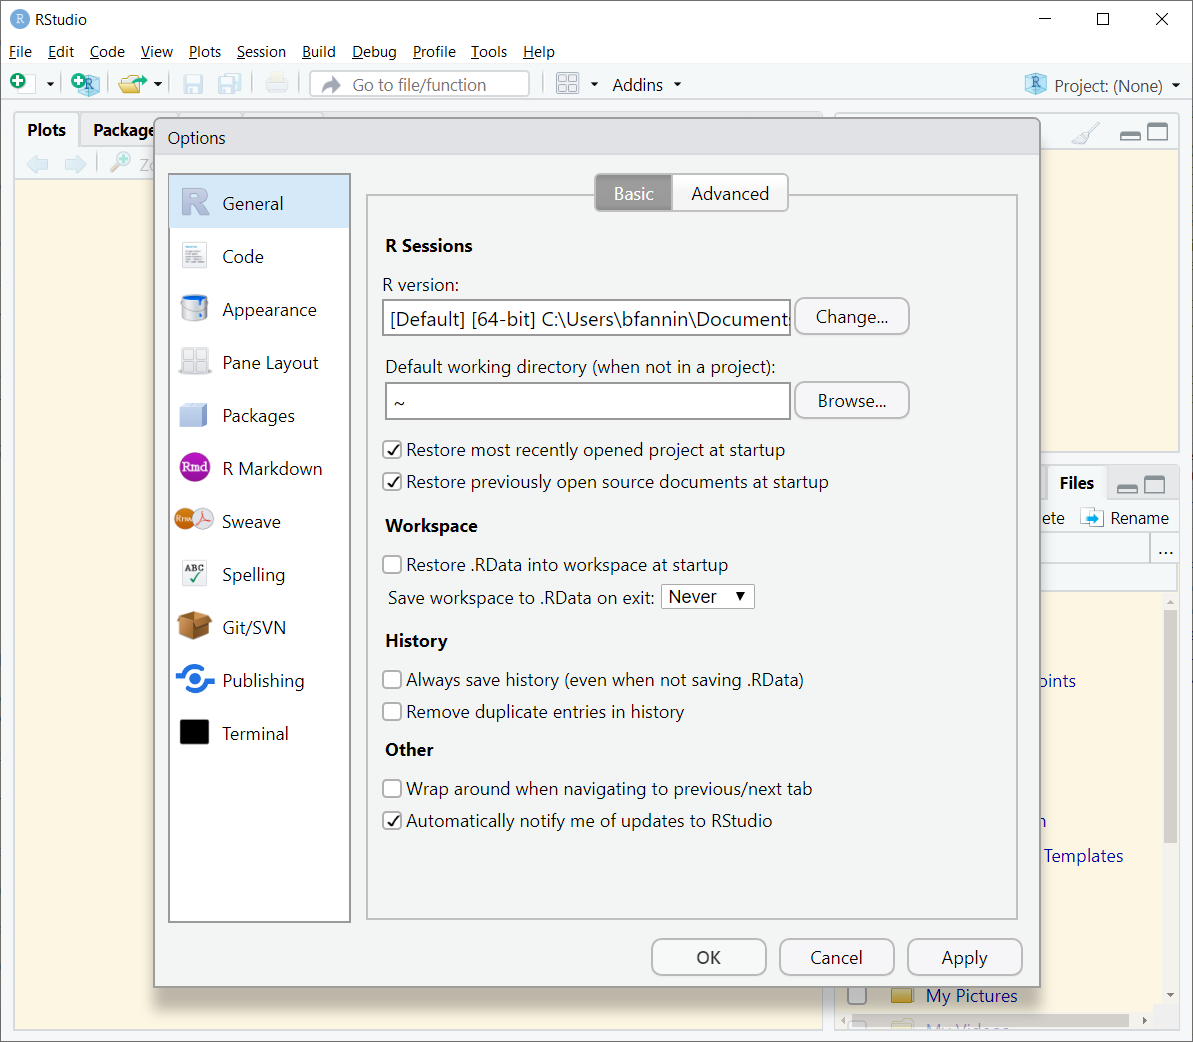 RStudio
File Edit Code View Plots Session Build Debug Profile Tools Help
Go to file/function Addins Project: (None)
Plots Package
Options
General
Code
Appearance
Pane Layout
Packages
Rmd R Markdown
Sweave
ABC Spelling
Git/SVN
Publishing
Terminal
Basic Advanced
R Sessions
R version:
[Default] [64-bit] C:\Users\bfannin\Documents Change...
Default working directory (when not in a project):
~ Browse...
Restore most recently opened project at startup
Restore previously open source documents at startup
Workspace
Restore .RData into workspace at startup
Save workspace to .RData on exit: Never
History
Always save history (even when not saving .RData)
Remove duplicate entries in history
Other
Wrap around when navigating to previous/next tab
Automatically notify me of updates to RStudio
OK Cancel Apply
Files
ete Rename
...
oints
Templates
My Pictures
My Videos